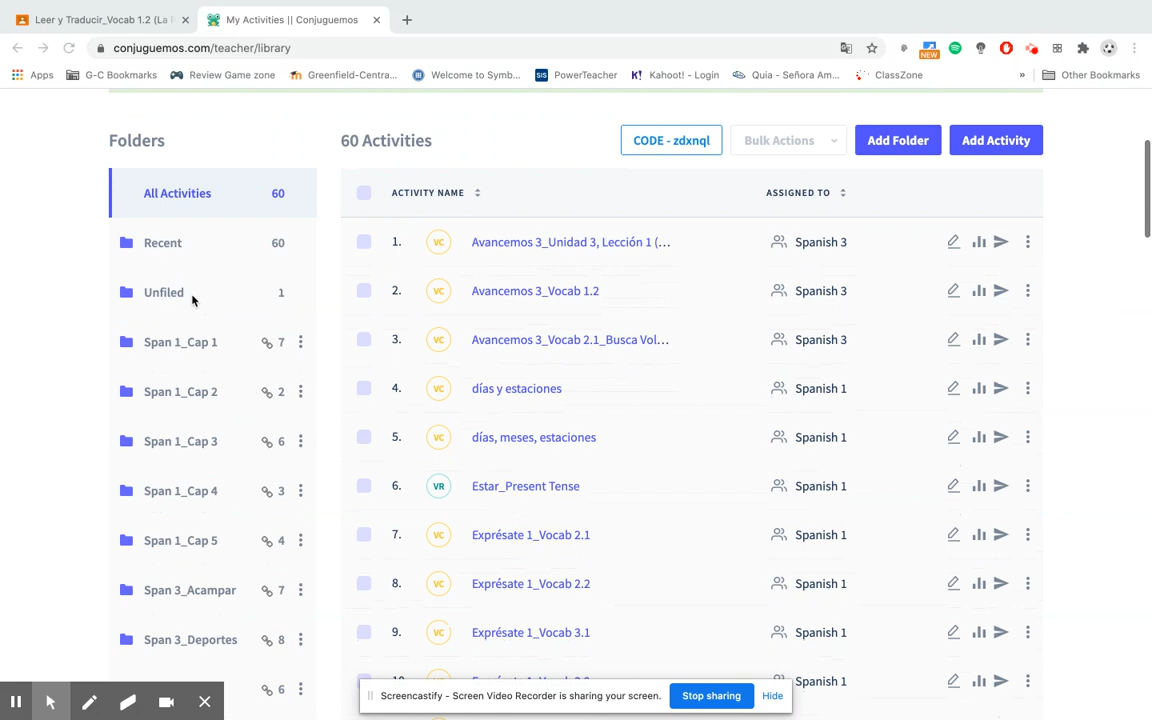 Leer y Traducir_Vocab 1.2 (La
My Activities || Conjuguemos
conjuguemos.com/teacher/library
NEW
Apps
G-C Bookmarks
Review Game zone
Greenfield-Centra...
Welcome to Symb...
SIS PowerTeacher
K! Kahoot! - Login
Quia - Señora Am...
ClassZone
»
Other Bookmarks
Folders
60 Activities
CODE - zdxnql
Bulk Actions
Add Folder
Add Activity
All Activities 60
ACTIVITY NAME
ASSIGNED TO
Recent 60
1. VC Avancemos 3_Unidad 3, Lección 1 (... Spanish 3
Unfiled 1
2. VC Avancemos 3_Vocab 1.2 Spanish 3
Span 1_Cap 1 7
3. VC Avancemos 3_Vocab 2.1_Busca Vol... Spanish 3
Span 1_Cap 2 2
4. VC días y estaciones Spanish 1
Span 1_Cap 3 6
5. VC días, meses, estaciones Spanish 1
Span 1_Cap 4 3
6. VR Estar_Present Tense Spanish 1
Span 1_Cap 5 4
7. VC Exprésate 1_Vocab 2.1 Spanish 1
Span 3_Acampar 7
8. VC Exprésate 1_Vocab 2.2 Spanish 1
Span 3_Deportes 8
9. VC Exprésate 1_Vocab 3.1 Spanish 1
6
Spanish 1
Screencastify - Screen Video Recorder is sharing your screen.
Stop sharing
Hide